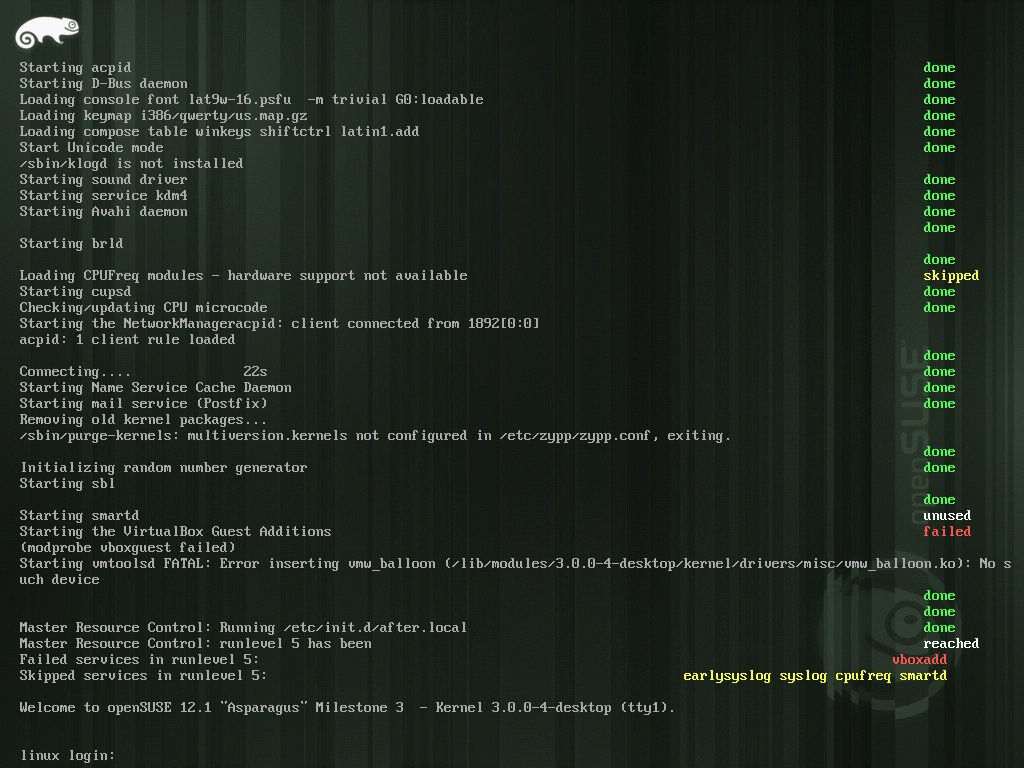 Starting acpid done
Starting D-Bus daemon done
Loading console font lat9w-16.psfu  -m trivial G0:loadable done
Loading keymap i386/qwerty/us.map.gz done
Loading compose table winkeys shiftctrl latin1.add done
Start Unicode mode done
/sbin/klogd is not installed
Starting sound driver done
Starting service kdm4 done
Starting Avahi daemon done
done
Starting brld
done
Loading CPUFreq modules - hardware support not available skipped
Starting cupsd done
Checking/updating CPU microcode done
Starting the NetworkManageracpid: client connected from 1892[0:0]
acpid: 1 client rule loaded
done
Connecting.... 22s done
Starting Name Service Cache Daemon done
Starting mail service (Postfix) done
Removing old kernel packages...
/sbin/purge-kernels: multiversion.kernels not configured in /etc/zypp/zypp.conf, exiting.
done
Initializing random number generator done
Starting sbl
done
Starting smartd unused
Starting the VirtualBox Guest Additions failed
(modprobe vboxguest failed)
Starting vmtoolsd FATAL: Error inserting vmw_balloon (/lib/modules/3.0.0-4-desktop/kernel/drivers/misc/vmw_balloon.ko): No s
uch device
done
done
Master Resource Control: Running /etc/init.d/after.local done
Master Resource Control: runlevel 5 has been reached
Failed services in runlevel 5: vboxadd
Skipped services in runlevel 5: earlysyslog syslog cpufreq smartd
Welcome to openSUSE 12.1 "Asparagus" Milestone 3  - Kernel 3.0.0-4-desktop (tty1).
linux login:
openSUSE